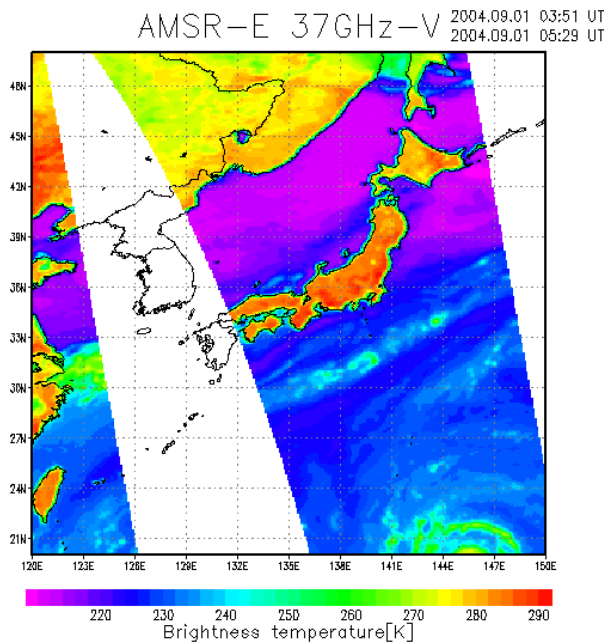 AMSR-E 37GHz-V 2004.09.01 03:51 UT
2004.09.01 05:29 UT
48N
45N
42N
39N
36N
33N
30N
27N
24N
21N
120E 123E 126E 129E 132E 135E 138E 141E 144E 147E 150E
220 230 240 250 260 270 280 290
Brightness temperature[K]